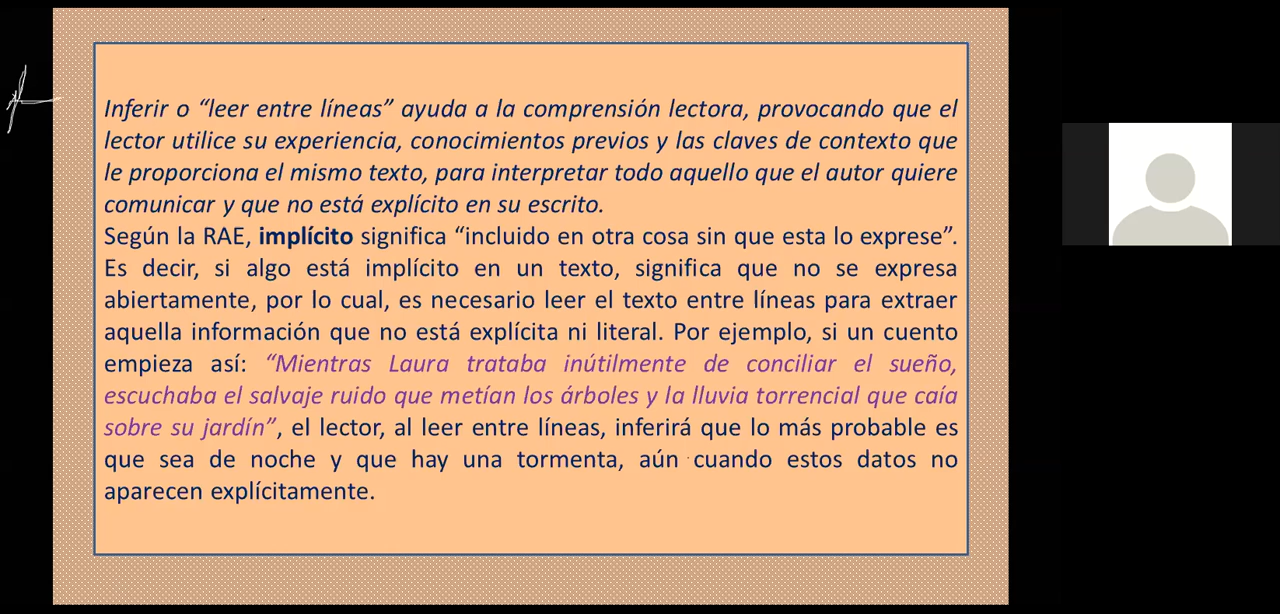 Inferir o “leer entre líneas” ayuda a la comprensión lectora, provocando que el
lector utilice su experiencia, conocimientos previos y las claves de contexto que
le proporciona el mismo texto, para interpretar todo aquello que el autor quiere
comunicar y que no está explícito en su escrito.
Según la RAE, implícito significa “incluido en otra cosa sin que esta lo exprese”.
Es decir, si algo está implícito en un texto, significa que no se expresa
abiertamente, por lo cual, es necesario leer el texto entre líneas para extraer
aquella información que no está explícita ni literal. Por ejemplo, si un cuento
empieza así: “Mientras Laura trataba inútilmente de conciliar el sueño,
escuchaba el salvaje ruido que metían los árboles y la lluvia torrencial que caía
sobre su jardín”, el lector, al leer entre líneas, inferirá que lo más probable es
que sea de noche y que hay una tormenta, aún cuando estos datos no
aparecen explícitamente.